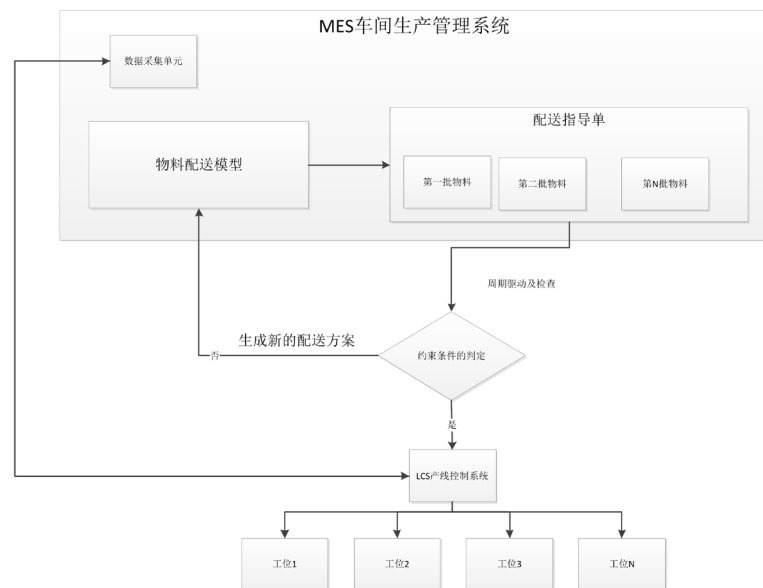 MES车间生产管理系统
数据采集单元
配送指导单
物料配送模型
第一批物料
第二批物料
第N批物料
周期驱动及检查
生成新的配送方案
否
约束条件的判定
是
LCS产线控制系统
工位1
工位2
工位3
工位N